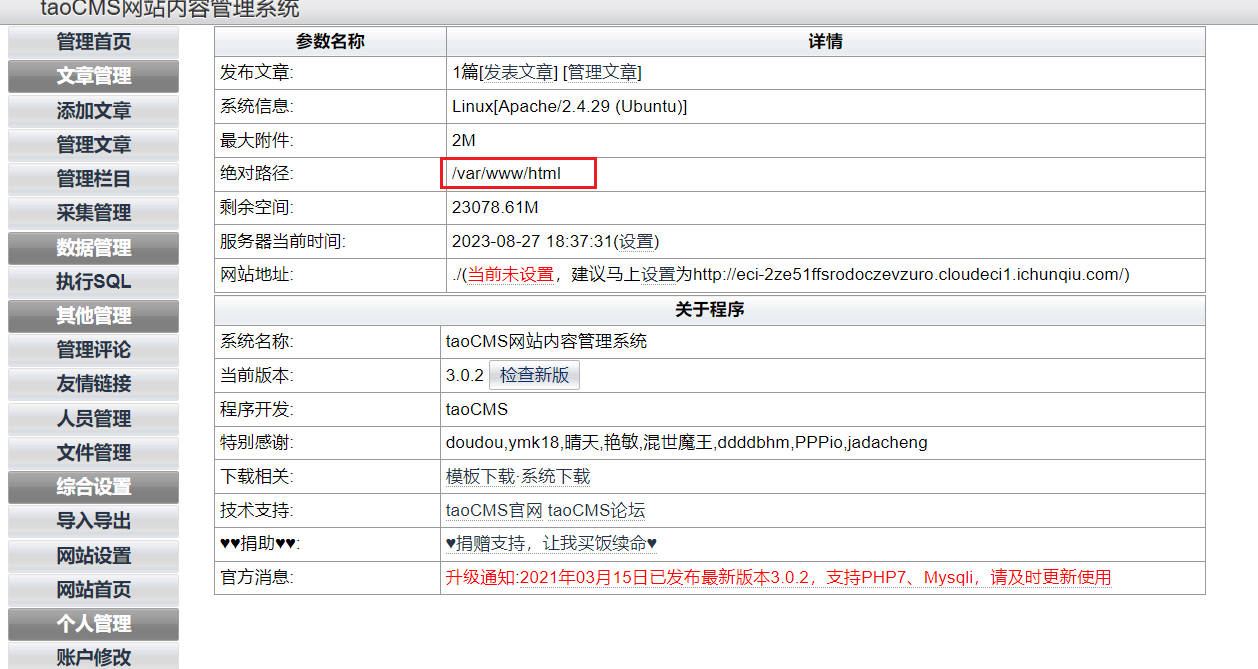 taoCMS网站内容管理系统
管理首页
文章管理
添加文章
管理文章
管理栏目
采集管理
数据管理
执行SQL
其他管理
管理评论
友情链接
人员管理
文件管理
综合设置
导入导出
网站设置
网站首页
个人管理
账户修改
参数名称 详情
发布文章: 1篇[发表文章] [管理文章]
系统信息: Linux[Apache/2.4.29 (Ubuntu)]
最大附件: 2M
绝对路径: /var/www/html
剩余空间: 23078.61M
服务器当前时间: 2023-08-27 18:37:31(设置)
网站地址: ./(当前未设置，建议马上设置为http://eci-2ze51ffsrodoczevzuro.cloudeci1.ichunqiu.com/)
关于程序
系统名称: taoCMS网站内容管理系统
当前版本: 3.0.2 检查新版
程序开发: taoCMS
特别感谢: doudou,ymk18,晴天,艳敏,混世魔王,ddddbhm,PPPio,jadacheng
下载相关: 模板下载·系统下载
技术支持: taoCMS官网 taoCMS论坛
♥♥捐助♥♥: ♥捐赠支持，让我买饭续命♥
官方消息: 升级通知:2021年03月15日已发布最新版本3.0.2，支持PHP7、Mysqli，请及时更新使用